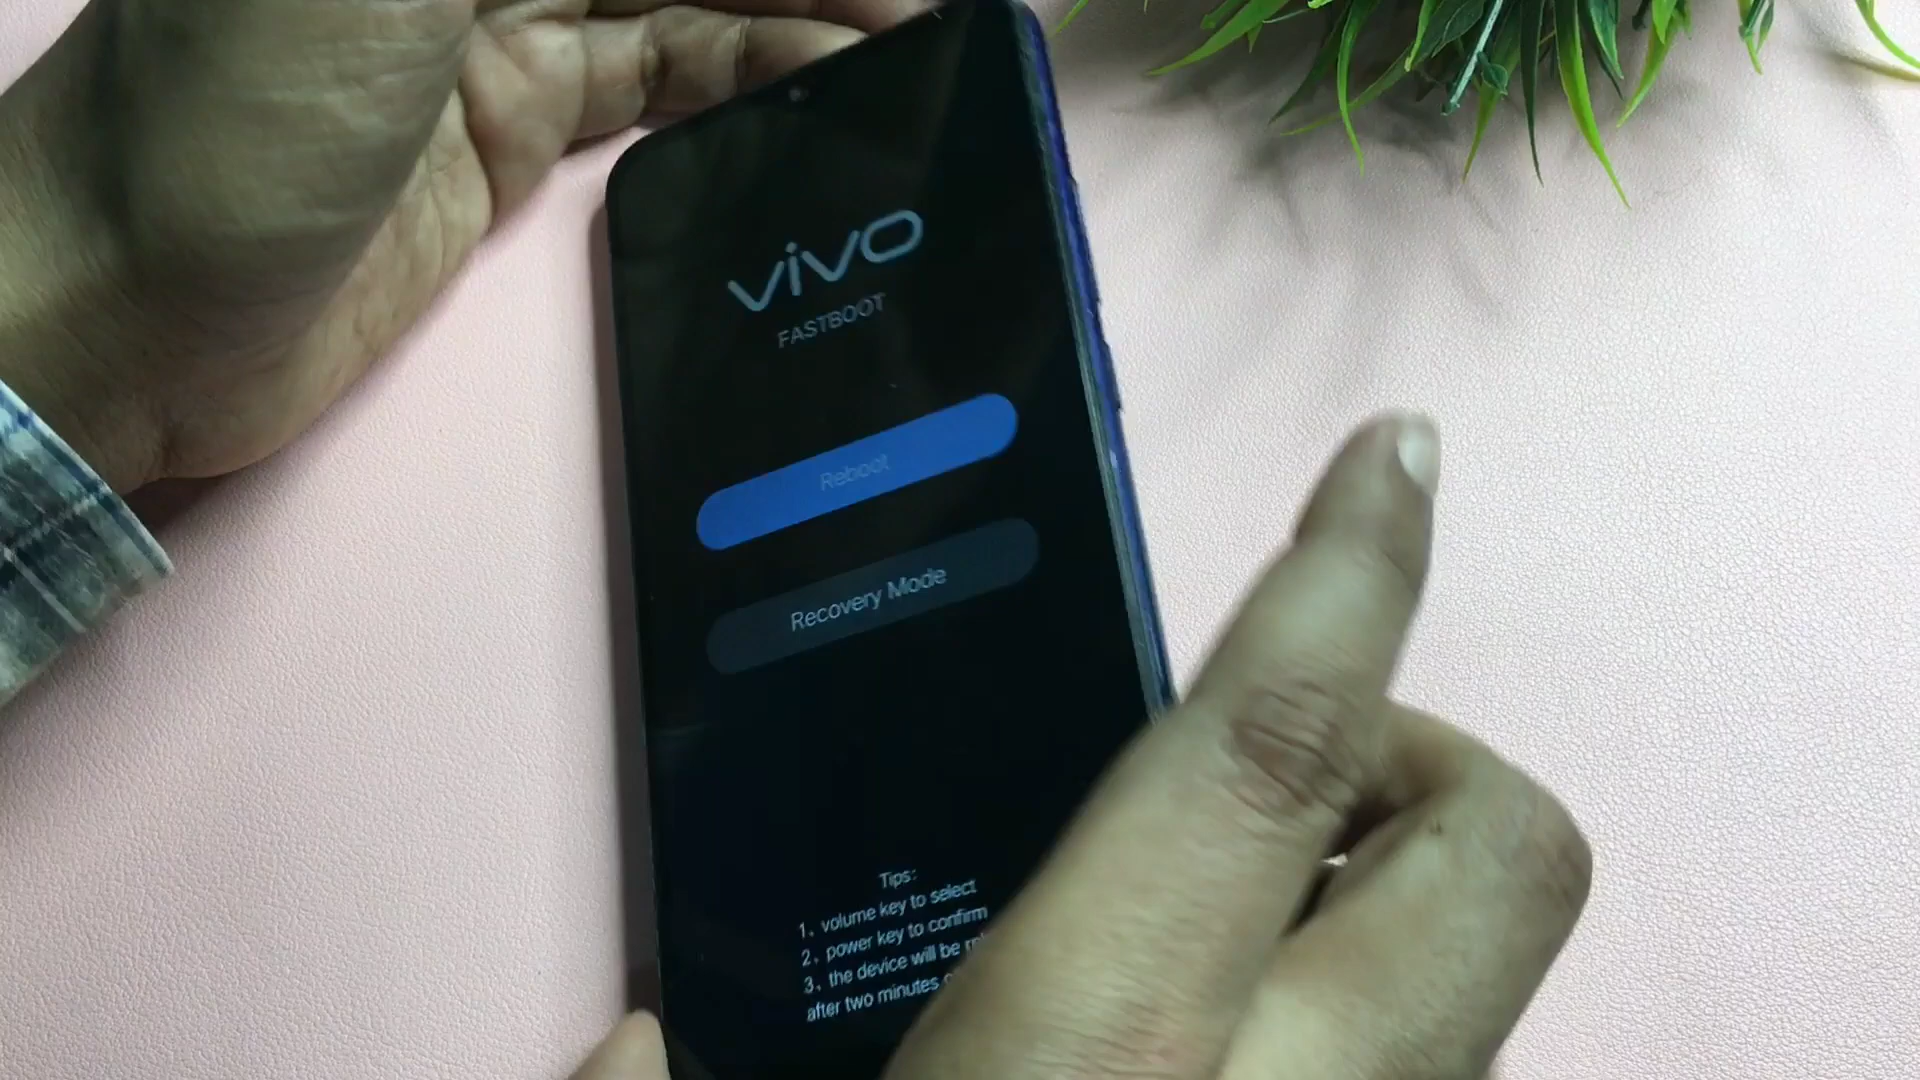 vivo
FASTBOOT
Reboot
Recovery Mode
Tips:
1、volume key to select
2、power key to confirm
3、the device will be
after two minutes